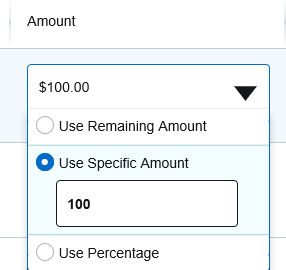 Amount
$100.00
Use Remaining Amount
Use Specific Amount
100
Use Percentage